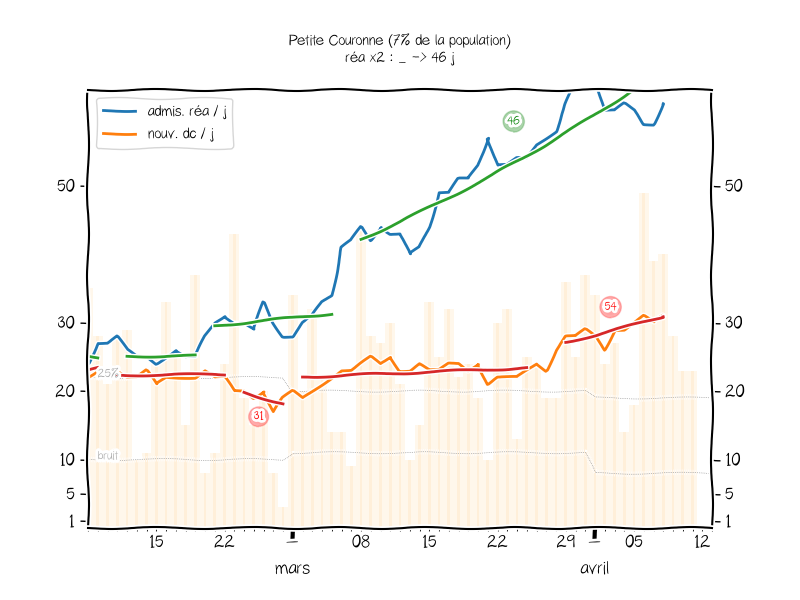 Petite Couronne (7% de la population)
réa x2 : _ -> 46 j
admis. réa / j
nouv. dc / j
46
50 50
54
30 30
25%
20 20
31
bruit
10 10
5 5
1 1
15 22 08 15 22 29 05 12
mars avril